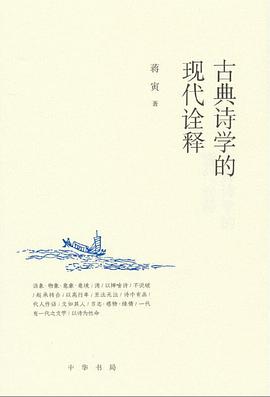 古典诗学的
现代诠释
蒋寅 著
语象·物象·意象·意境/清/以禅喻诗/不说破
/起承转合/以高行卑/至法无法/诗中有画/
代人作语/文如其人/言志·感物·缘情/一代
有一代之文学/以诗为性命
中华书局